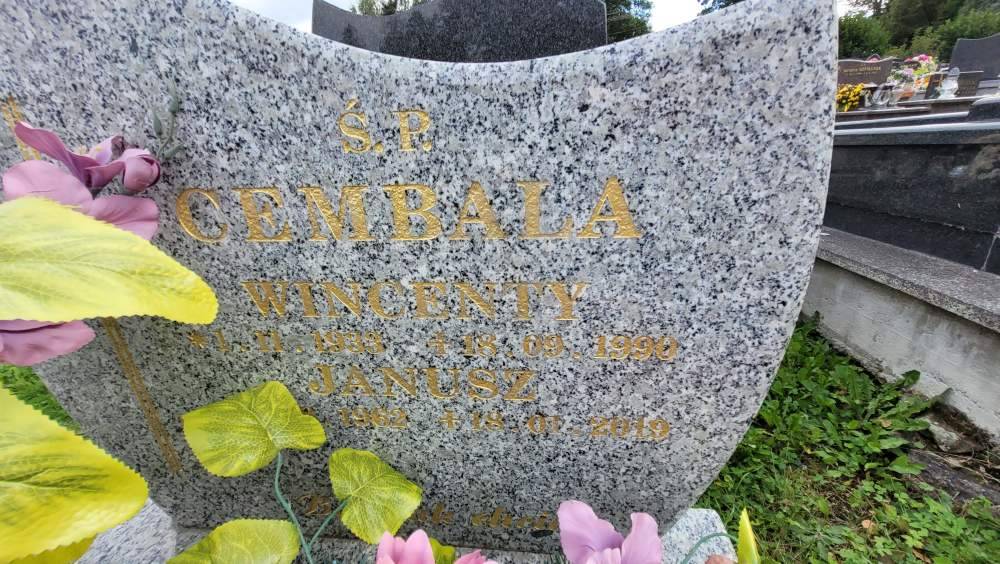 Ś.P.
CEMBALA
WINCENTY
*1.11.1933 +18.09.1990
JANUSZ
1962 +18.01.2019